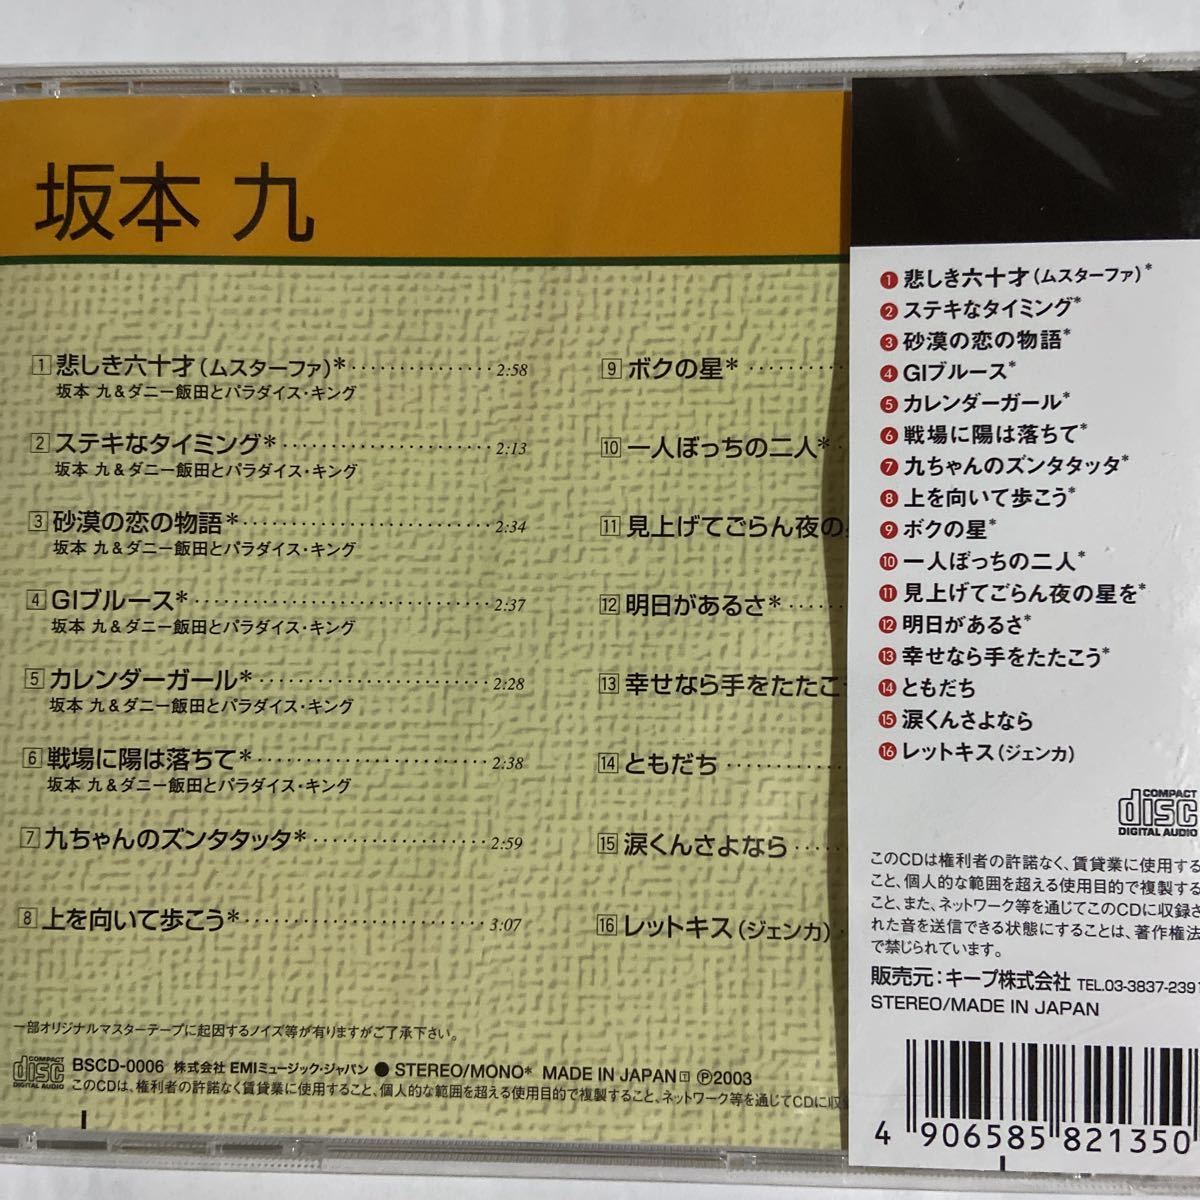 坂本 九
1 悲しき六十才(ムスターファ)* 2:58
坂本 九&ダニー飯田とパラダイス・キング
2 ステキなタイミング* 2:13
坂本 九&ダニー飯田とパラダイス・キング
3 砂漠の恋の物語* 2:34
坂本 九&ダニー飯田とパラダイス・キング
4 GIブルース* 2:37
坂本 九&ダニー飯田とパラダイス・キング
5 カレンダーガール* 2:28
坂本 九&ダニー飯田とパラダイス・キング
6 戦場に陽は落ちて* 2:38
坂本 九&ダニー飯田とパラダイス・キング
7 九ちゃんのズンタタッタ* 2:59
8 上を向いて歩こう* 3:07
9 ボクの星*
10 一人ぼっちの二人*
11 見上げてごらん夜の星
12 明日があるさ*
13 幸せなら手をたたこう
14 ともだち
15 涙くんさよなら
16 レットキス(ジェンカ)
一部オリジナルマスターテープに起因するノイズ等が有りますがご了承下さい。
COMPACT disc DIGITAL AUDIO
BSCD-0006 株式会社 EMIミュージック・ジャパン ● STEREO/MONO* MADE IN JAPAN ℗2003
このCDは、権利者の許諾なく賃貸業に使用すること、個人的な範囲を超える使用目的で複製すること、ネットワーク等を通じてCDに収
1 悲しき六十才(ムスターファ)*
2 ステキなタイミング*
3 砂漠の恋の物語*
4 GIブルース*
5 カレンダーガール*
6 戦場に陽は落ちて*
7 九ちゃんのズンタタッタ*
8 上を向いて歩こう*
9 ボクの星*
10 一人ぼっちの二人*
11 見上げてごらん夜の星を*
12 明日があるさ*
13 幸せなら手をたたこう*
14 ともだち
15 涙くんさよなら
16 レットキス(ジェンカ)
COMPACT
disc
DIGITAL AUDIO
このCDは権利者の許諾なく、賃貸業に使用する
こと、個人的な範囲を超える使用目的で複製する
こと、また、ネットワーク等を通じてこのCDに収録さ
れた音を送信できる状態にすることは、著作権法
で禁じられています。
販売元:キープ株式会社 TEL.03-3837-2391
STEREO/MADE IN JAPAN
4 906585 821350